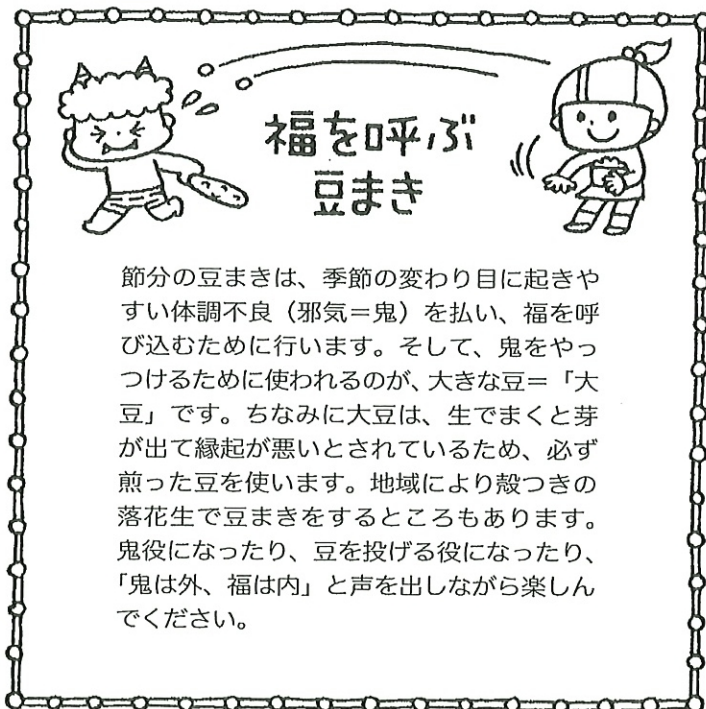 福を呼ぶ
豆まき
節分の豆まきは、季節の変わり目に起きや
すい体調不良（邪気＝鬼）を払い、福を呼
び込むために行います。そして、鬼をやっ
つけるために使われるのが、大きな豆＝「大
豆」です。ちなみに大豆は、生でまくと芽
が出て縁起が悪いとされているため、必ず
煎った豆を使います。地域により殻つきの
落花生で豆まきをするところもあります。
鬼役になったり、豆を投げる役になったり、
「鬼は外、福は内」と声を出しながら楽しん
でください。